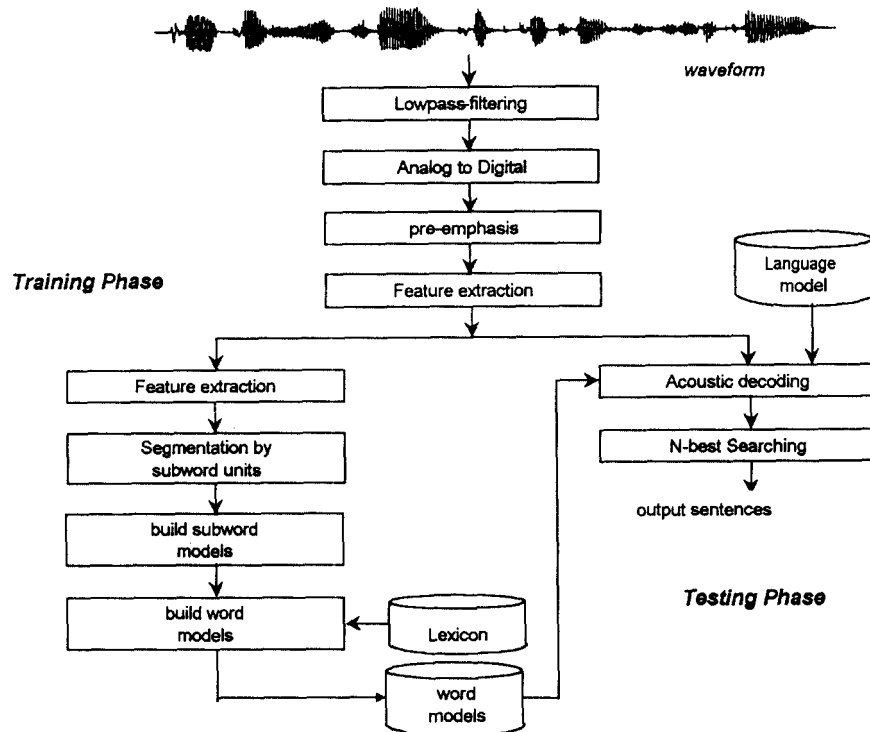 waveform
Lowpass-filtering
Analog to Digital
pre-emphasis
Language
model
Training Phase
Feature extraction
Feature extraction
Acoustic decoding
Segmentation by
subword units
N-best Searching
output sentences
build subword
models
build word
models
Lexicon
Testing Phase
word
models